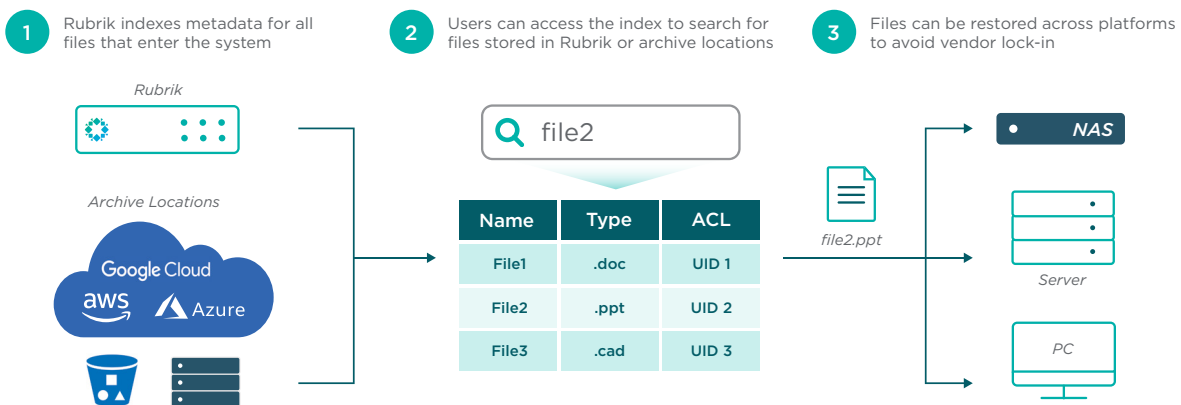 1
Rubrik indexes metadata for all
files that enter the system
2
Users can access the index to search for
files stored in Rubrik or archive locations
3
Files can be restored across platforms
to avoid vendor lock-in
Rubrik
Archive Locations
Google Cloud
aws
Azure
file2
Name Type ACL
File1 .doc UID 1
File2 .ppt UID 2
File3 .cad UID 3
file2.ppt
NAS
Server
PC